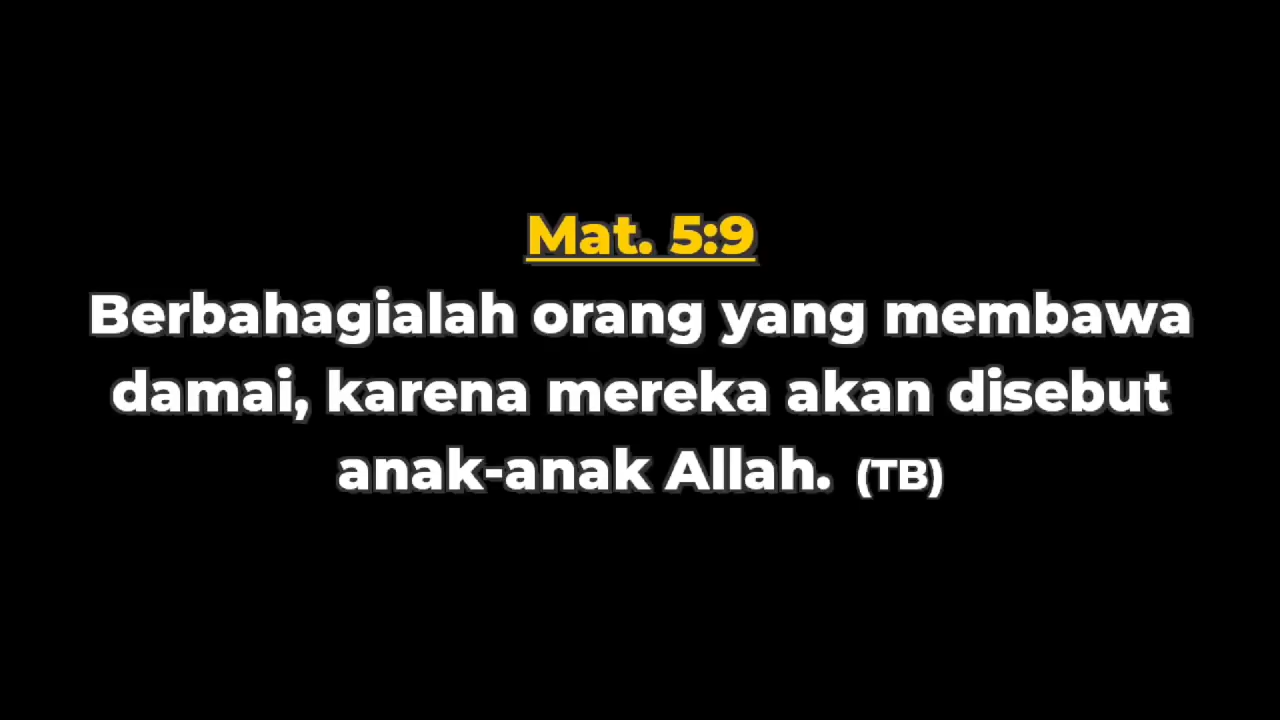 Mat. 5:9
Berbahagialah orang yang membawa
damai, karena mereka akan disebut
anak-anak Allah. (TB)